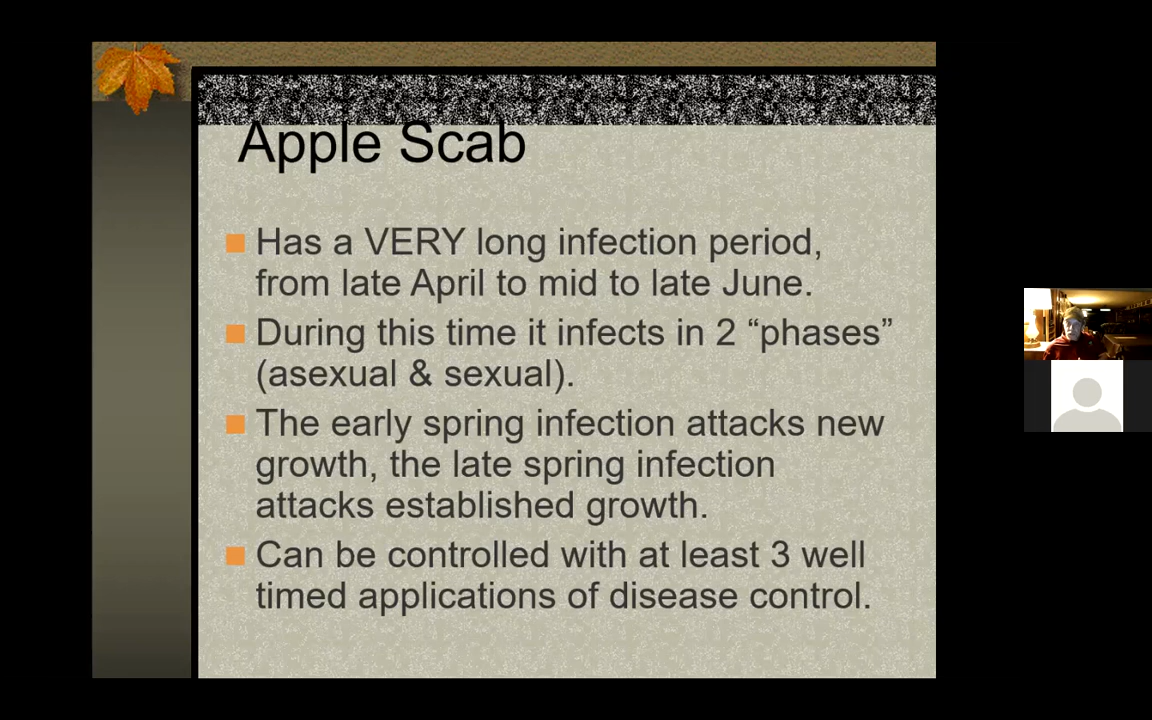 Apple Scab
Has a VERY long infection period,
from late April to mid to late June.
During this time it infects in 2 “phases”
(asexual & sexual).
The early spring infection attacks new
growth, the late spring infection
attacks established growth.
Can be controlled with at least 3 well
timed applications of disease control.